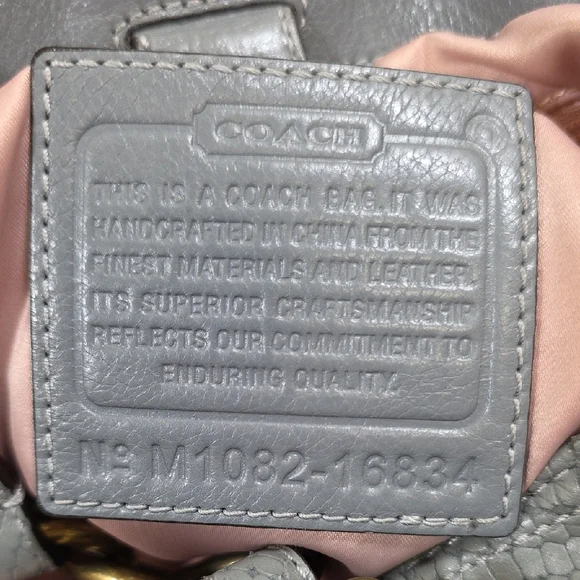 COACH
THIS IS A COACH BAG. IT WAS
HANDCRAFTED IN CHINA FROM THE
FINEST MATERIALS AND LEATHER.
ITS SUPERIOR CRAFTSMANSHIP
REFLECTS OUR COMMITMENT TO
ENDURING QUALITY.
No M1082-16834